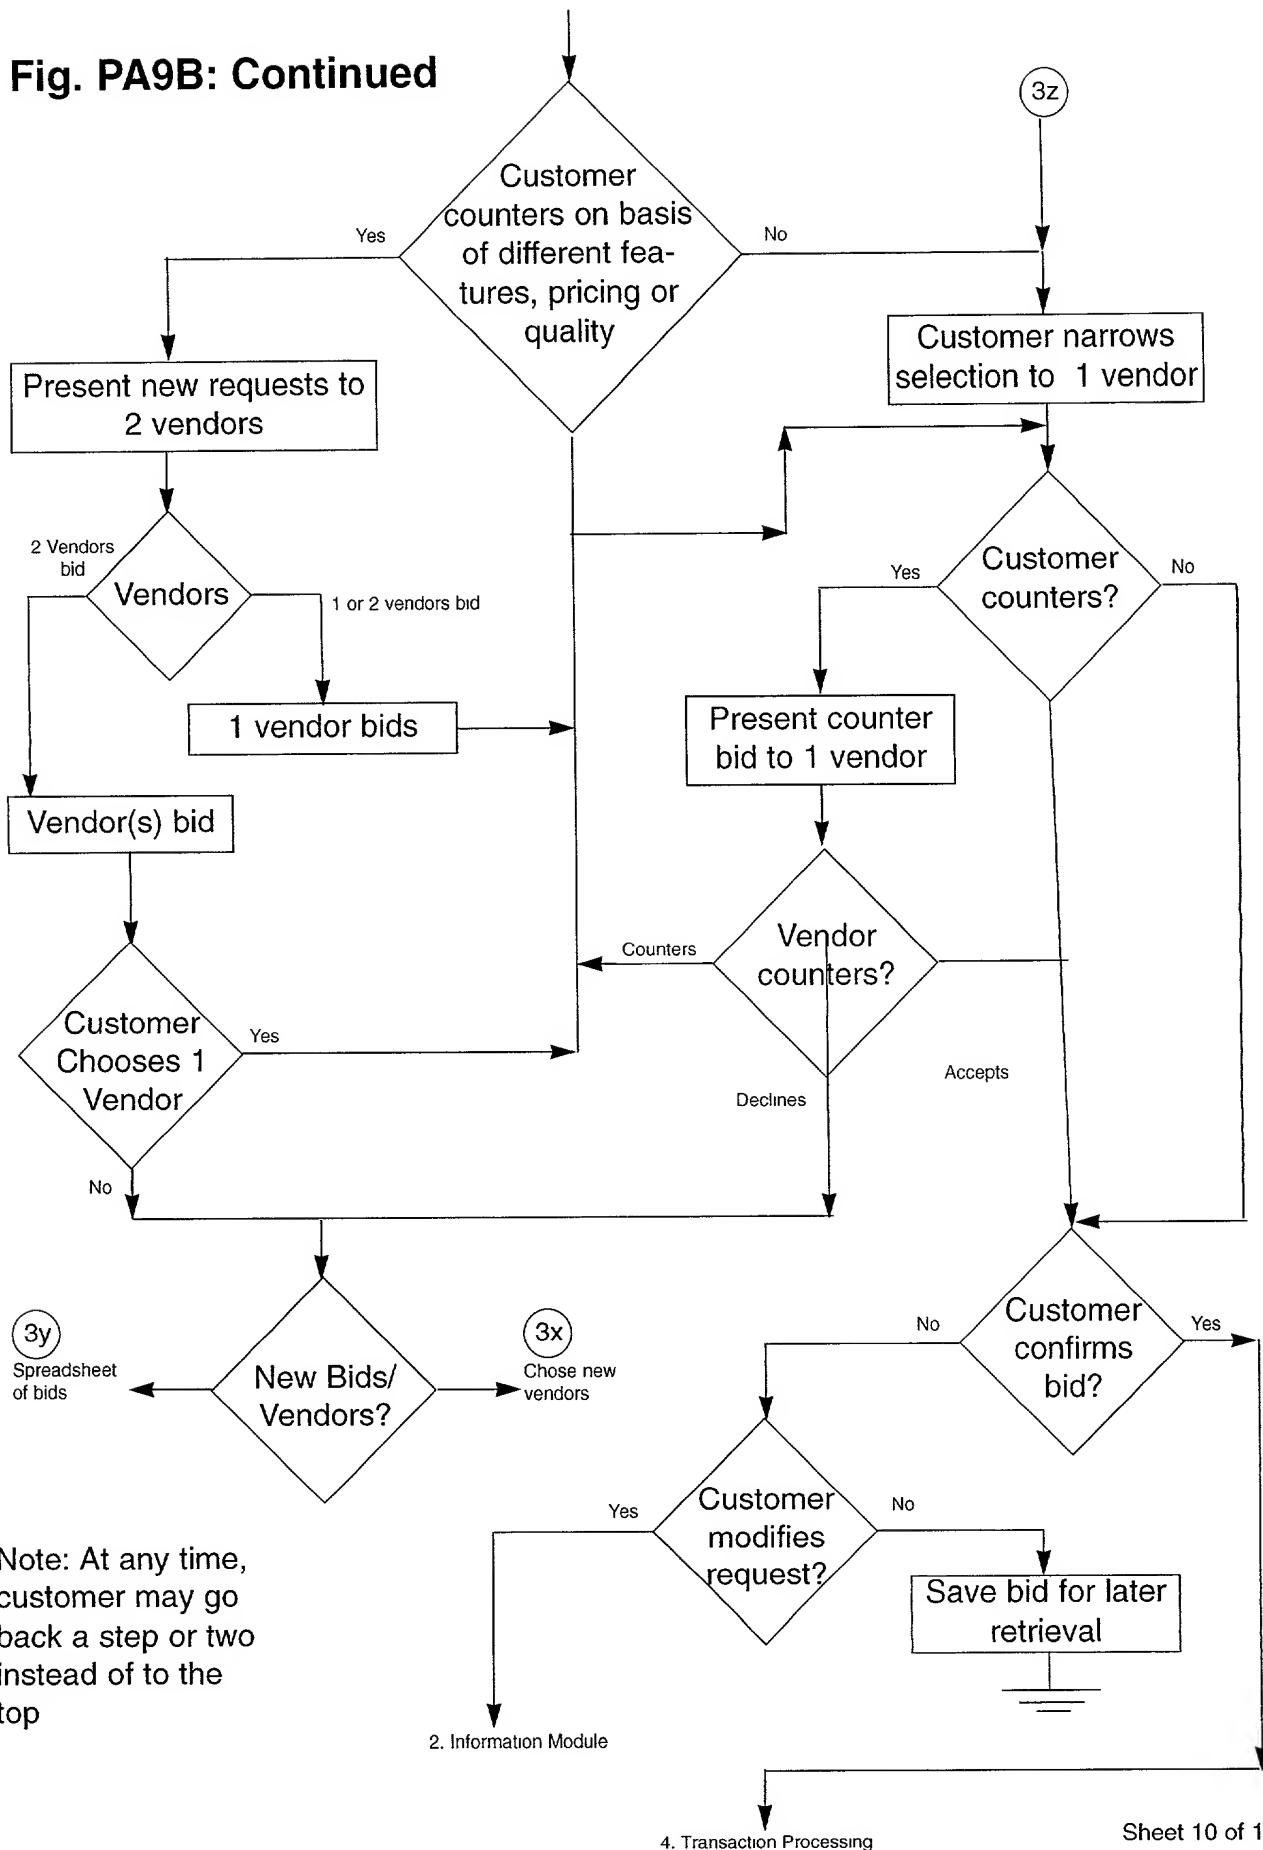 Fig. PA9B: Continued
3z
Customer
counters on basis
of different fea-
tures, pricing or
quality
Yes
No
Customer narrows
selection to 1 vendor
Present new requests to
2 vendors
2 Vendors
bid
Vendors
1 or 2 vendors bid
Customer
counters?
Yes
No
1 vendor bids
Present counter
bid to 1 vendor
Vendor(s) bid
Vendor
counters?
Counters
Customer
Chooses 1
Vendor
Yes
Declines
Accepts
No
3y
Spreadsheet
of bids
New Bids/
Vendors?
3x
Chose new
vendors
Customer
confirms
bid?
No
Yes
Customer
modifies
request?
Yes
No
Save bid for later
retrieval
Note: At any time,
customer may go
back a step or two
instead of to the
top
2. Information Module
4. Transaction Processing
Sheet 10 of 1